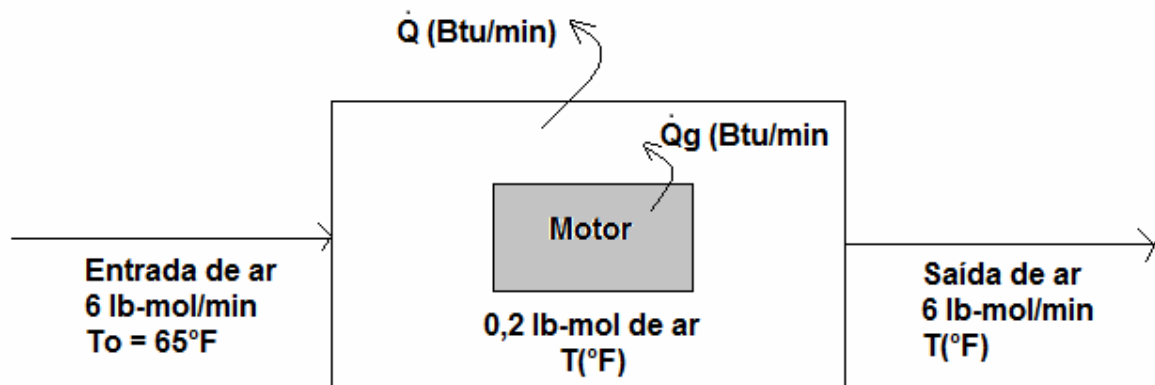 Q̇ (Btu/min)
Q̇g (Btu/min
Motor
Entrada de ar
6 lb-mol/min
To = 65°F
0,2 lb-mol de ar
T(°F)
Saída de ar
6 lb-mol/min
T(°F)